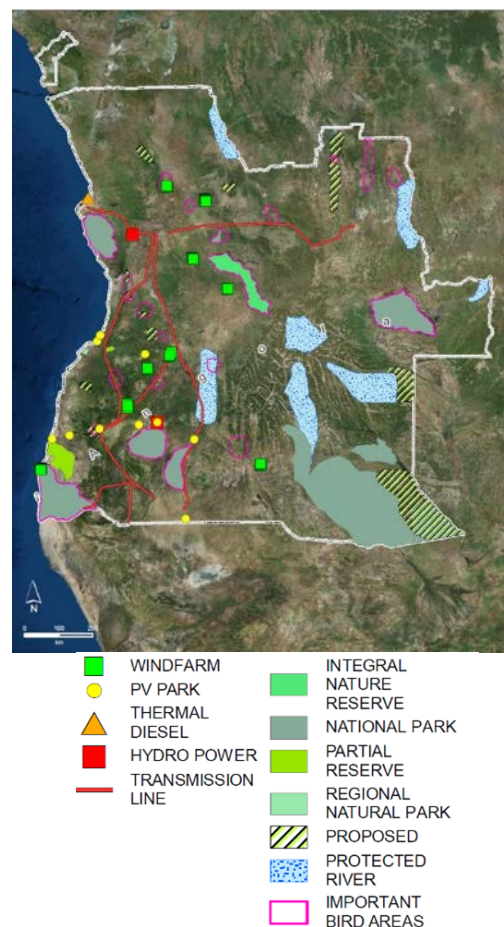 N
0 100 200
km
A n g o l a
WINDFARM
PV PARK
THERMAL
DIESEL
HYDRO POWER
TRANSMISSION
LINE
INTEGRAL
NATURE
RESERVE
NATIONAL PARK
PARTIAL
RESERVE
REGIONAL
NATURAL PARK
PROPOSED
PROTECTED
RIVER
IMPORTANT
BIRD AREAS